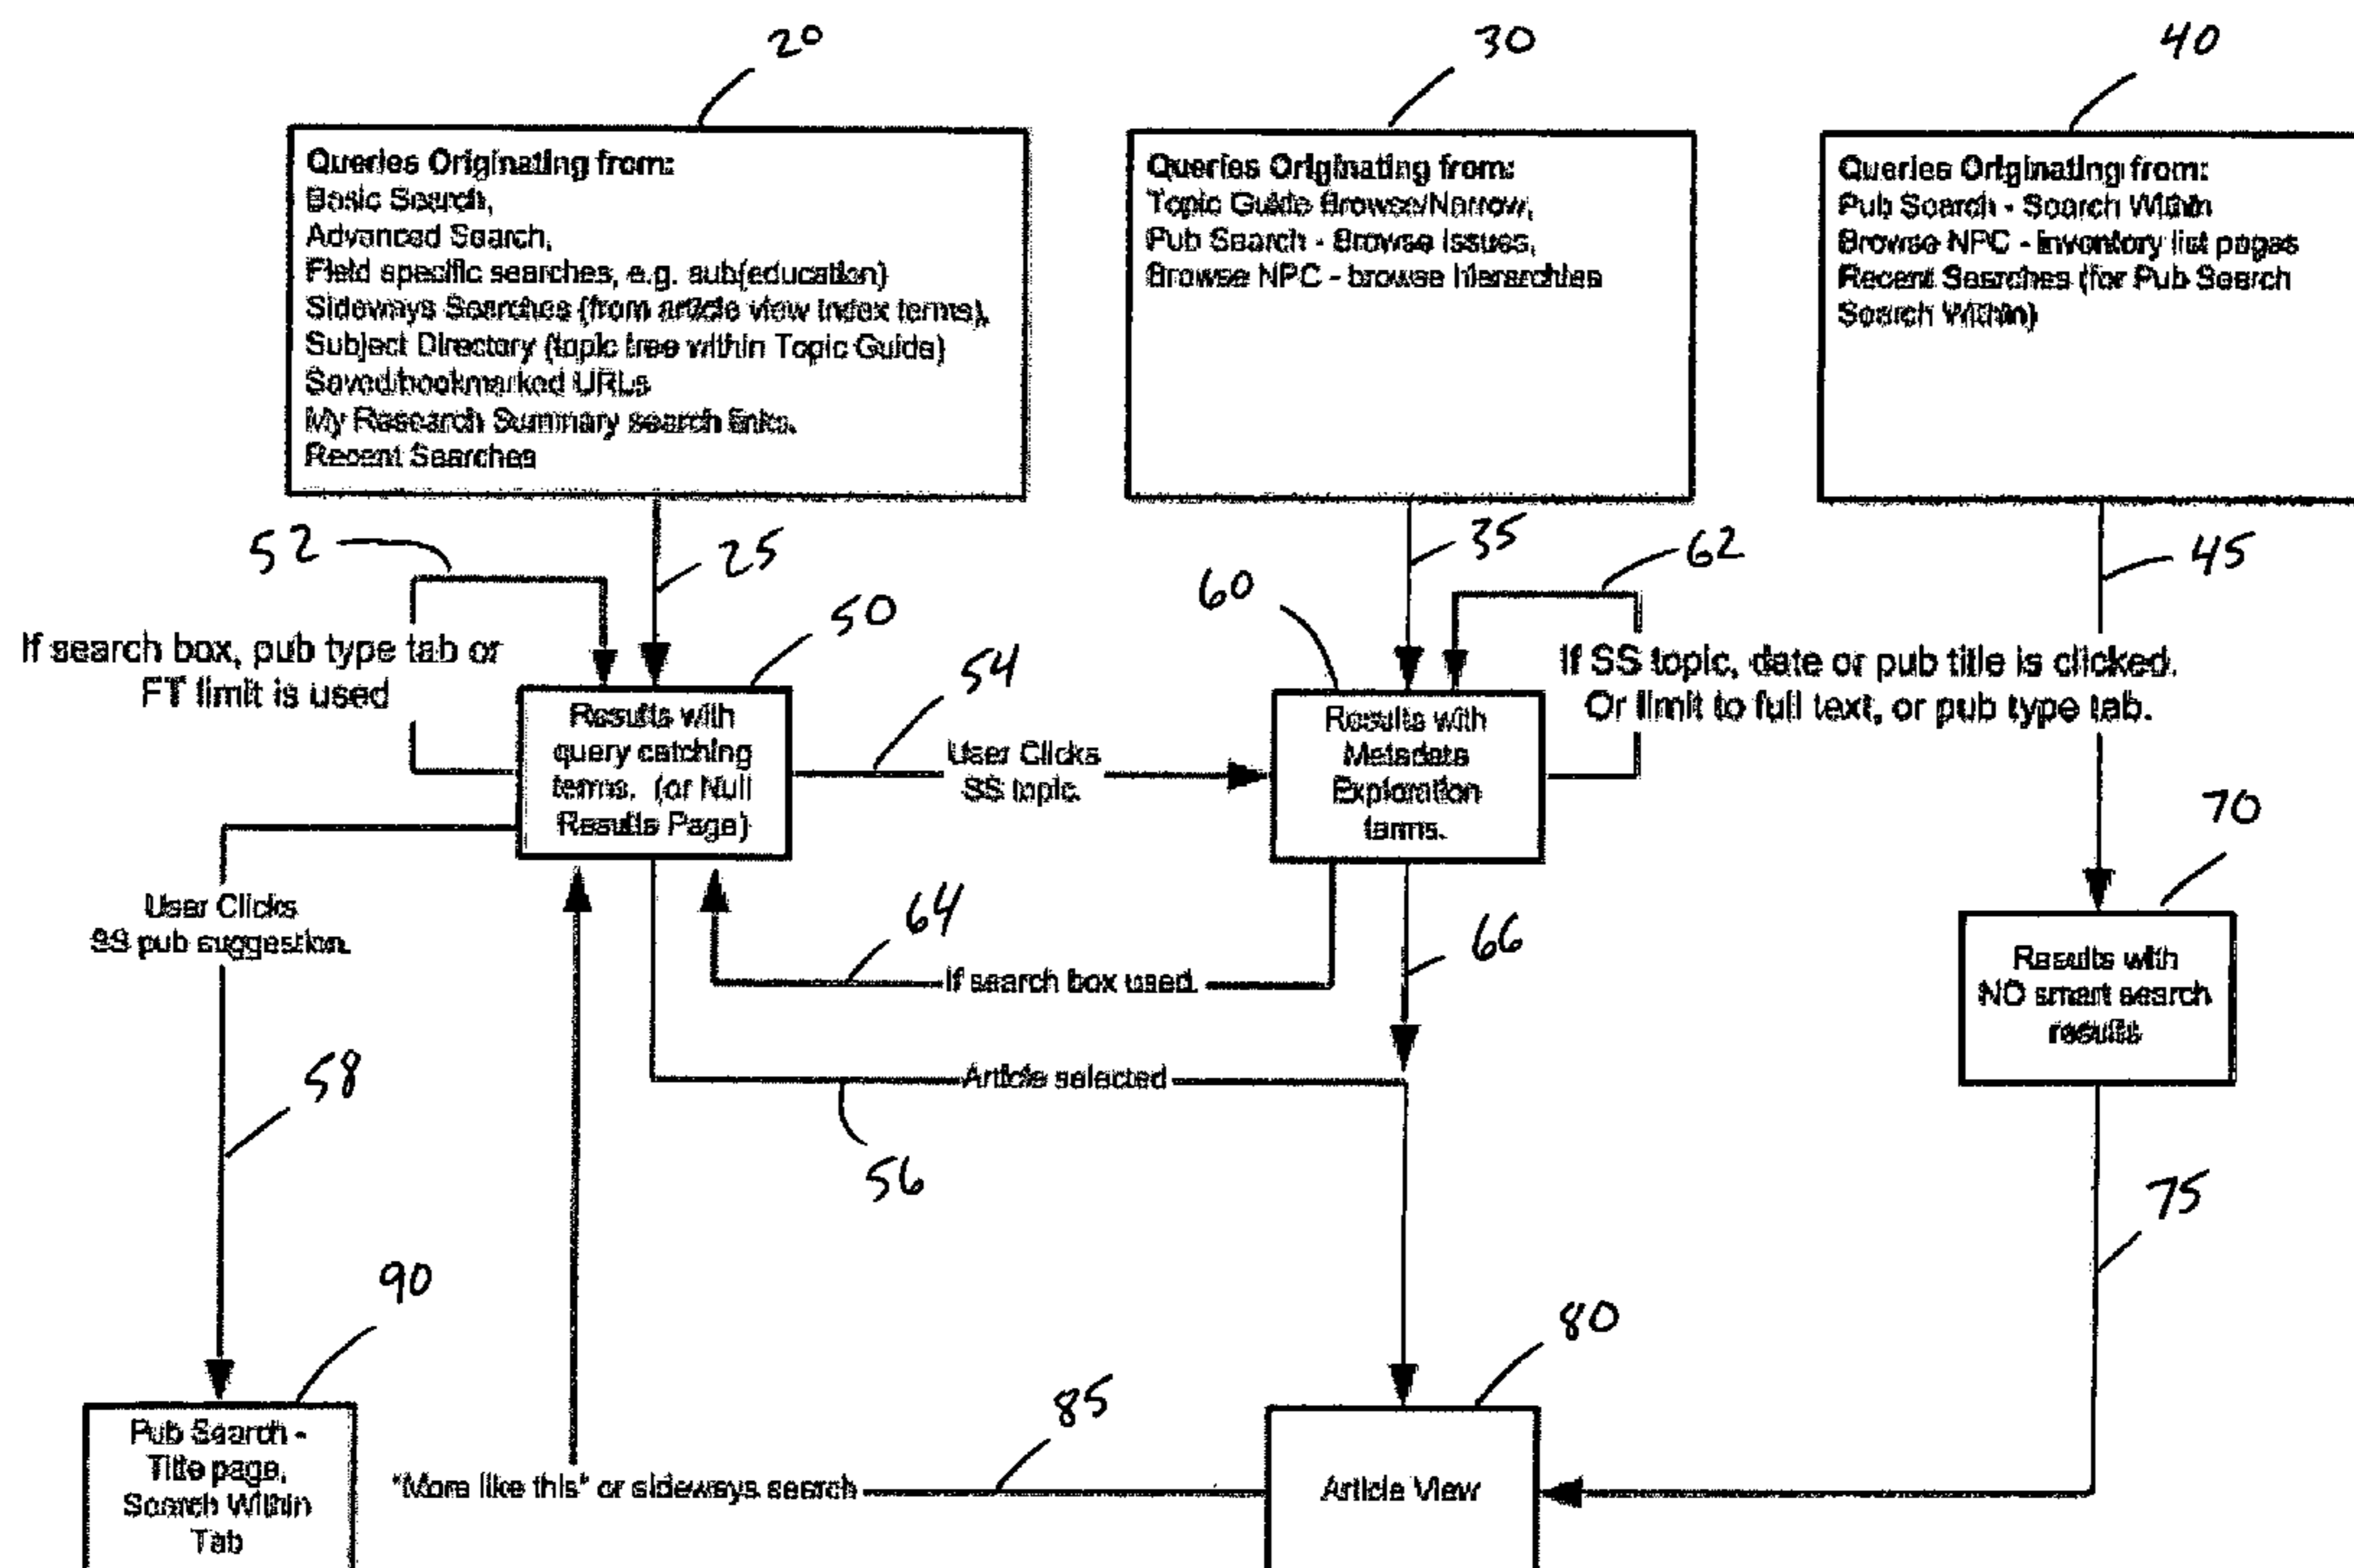 20
30
40
Queries Originating from:
Basic Search,
Advanced Search,
Field specific searches, e.g. sub(education)
Sideways Searches (from article view index terms),
Subject Directory (topic tree within Topic Guide)
Saved/bookmarked URLs
My Research Summary search links.
Recent Searches
Queries Originating from:
Topic Guide Browse/Narrow,
Pub Search - Browse Issues,
Browse NPC - browse hierarchies
Queries Originating from:
Pub Search - Search Within
Browse NPC - inventory list pages
Recent Searches (for Pub Search
Search Within)
52
25
35
62
45
If search box, pub type tab or
FT limit is used
50
54
60
If SS topic, date or pub title is clicked.
Or limit to full text, or pub type tab.
Results with
query catching
terms. (or Null
Results Page)
User Clicks
SS topic.
Results with
Metadata
Exploration
terms.
70
User Clicks
SS pub suggestion.
64
66
If search box used.
Results with
NO smart search
results
58
Article selected
56
75
90
80
85
Pub Search -
Title page,
Search Within
Tab
"More like this" or sideways search
Article View